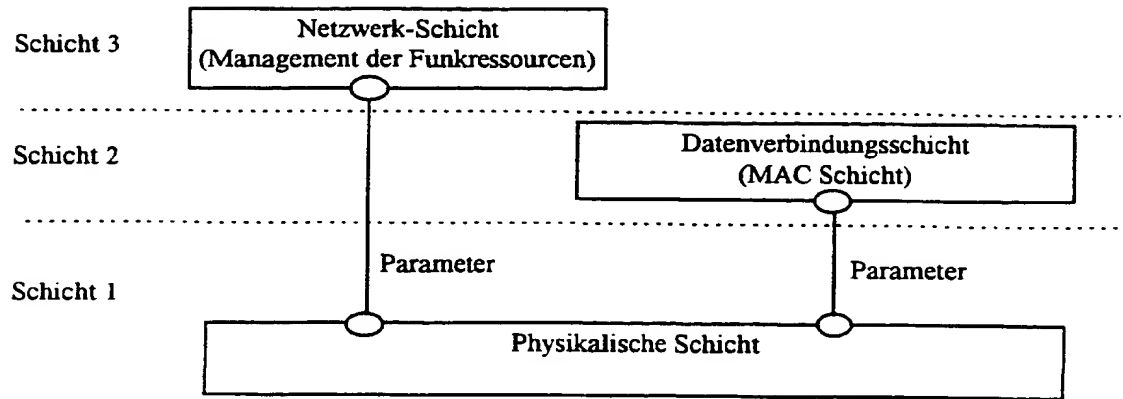 Schicht 3
Netzwerk-Schicht
(Management der Funkressourcen)
Schicht 2
Datenverbindungsschicht
(MAC Schicht)
Schicht 1
Parameter
Parameter
Physikalische Schicht